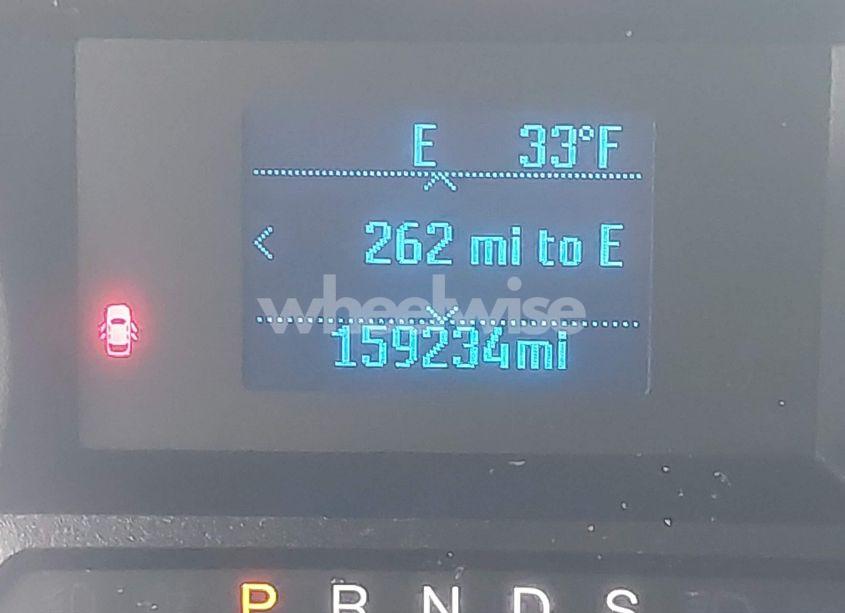 E 33°F
< 262 mi to E
wheelwise
159234mi
P R N D S